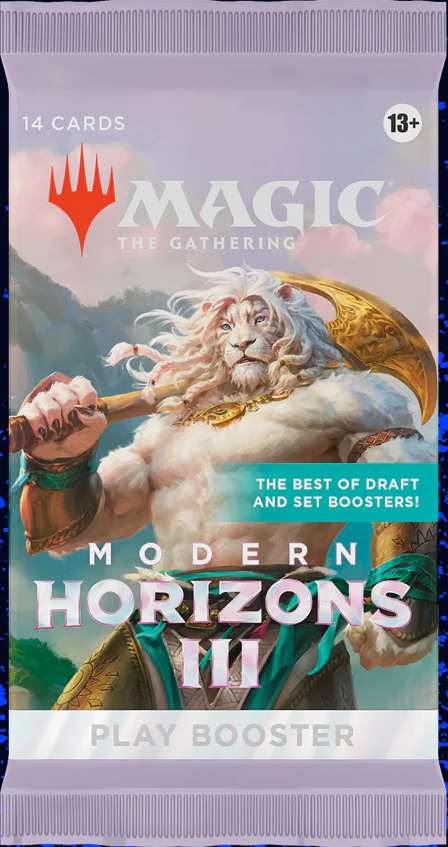 14 CARDS
13+
MAGIC
THE GATHERING
THE BEST OF DRAFT
AND SET BOOSTERS!
MODERN
HORIZONS
III
PLAY BOOSTER